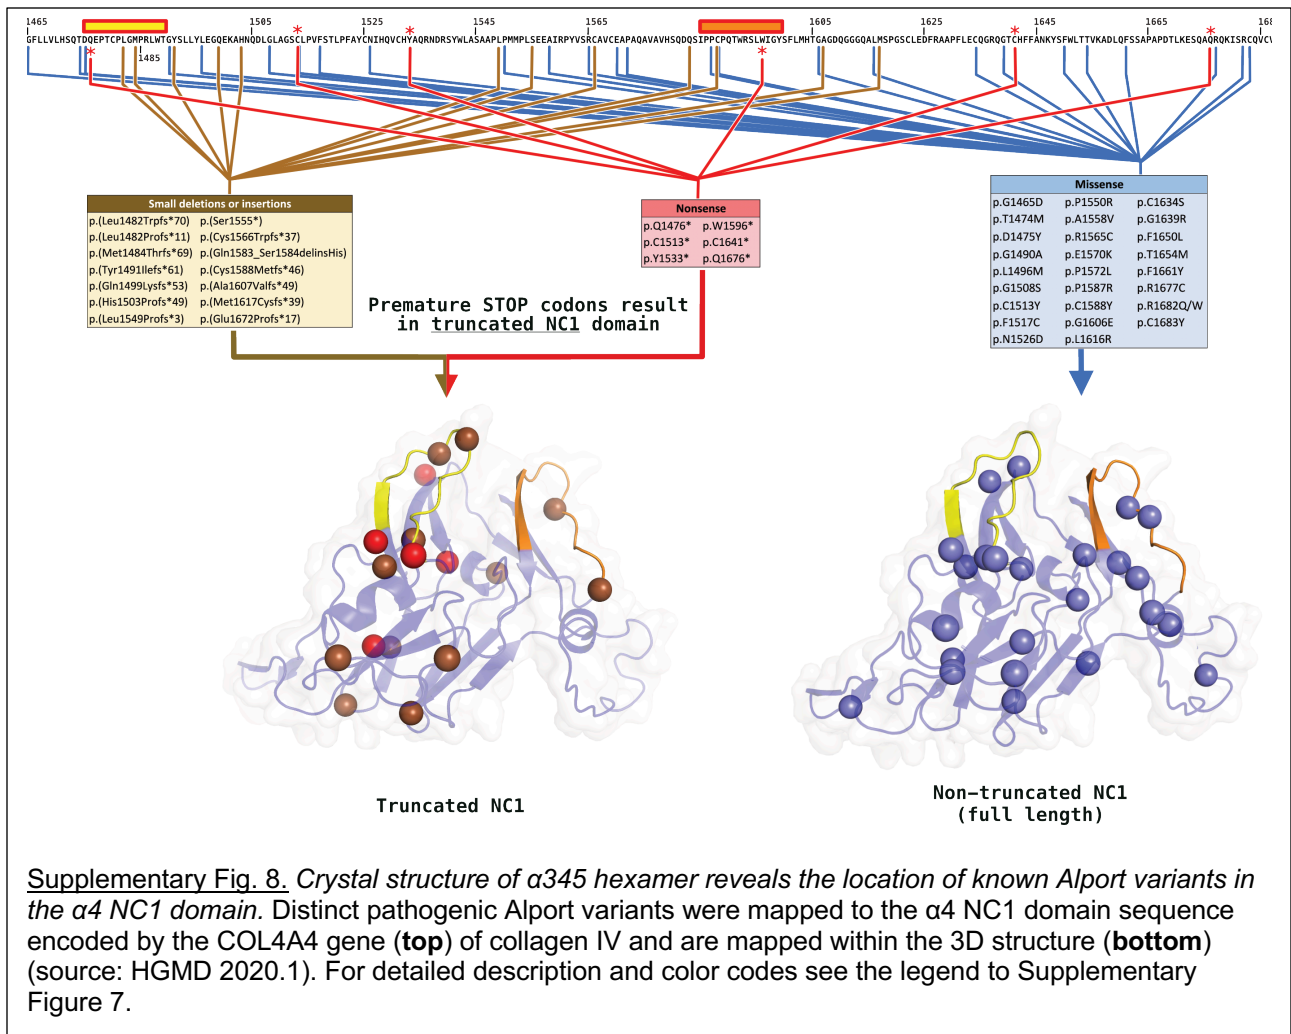 1465 1505 1525 1545 1565 1605 1625 1645 1665 168
* * * *
GFLLVLHSQTDQEPTCPLGMPRLWTGYSLLYLEGQEKAHNQDLGLAGSCLPVFSTLPFAYCNIHQVCHYAQRNDRSYWLASAAPLPMMPLSEEAIRPYVSRCAVCEAPAQAVAVHSQDQSIPPCPQTWRSLWIGYSFLMHTGAGDQGGGQALMSPGSCLEDFRAAPFLECQGRQGTCHFFANKYSFWLTTVKADLQFSSAPAPDTLKESQAQRQKISRCQVCV
* 1485 *
Small deletions or insertions
p.(Leu1482Trpfs*70) p.(Ser1555*)
p.(Leu1482Profs*11) p.(Cys1566Trpfs*37)
p.(Met1484Thrfs*69) p.(Gln1583_Ser1584delinsHis)
p.(Tyr1491Ilefs*61) p.(Cys1588Metfs*46)
p.(Gln1499Lysfs*53) p.(Ala1607Valfs*49)
p.(His1503Profs*49) p.(Met1617Cysfs*39)
p.(Leu1549Profs*3) p.(Glu1672Profs*17)
Nonsense
p.Q1476* p.W1596*
p.C1513* p.C1641*
p.Y1533* p.Q1676*
Missense
p.G1465D p.P1550R p.C1634S
p.T1474M p.A1558V p.G1639R
p.D1475Y p.R1565C p.F1650L
p.G1490A p.E1570K p.T1654M
p.L1496M p.P1572L p.F1661Y
p.G1508S p.P1587R p.R1677C
p.C1513Y p.C1588Y p.R1682Q/W
p.F1517C p.G1606E p.C1683Y
p.N1526D p.L1616R
Premature STOP codons result
in truncated NC1 domain
Truncated NC1
Non-truncated NC1
(full length)
Supplementary Fig. 8. Crystal structure of α345 hexamer reveals the location of known Alport variants in
the α4 NC1 domain. Distinct pathogenic Alport variants were mapped to the α4 NC1 domain sequence
encoded by the COL4A4 gene (top) of collagen IV and are mapped within the 3D structure (bottom)
(source: HGMD 2020.1). For detailed description and color codes see the legend to Supplementary
Figure 7.